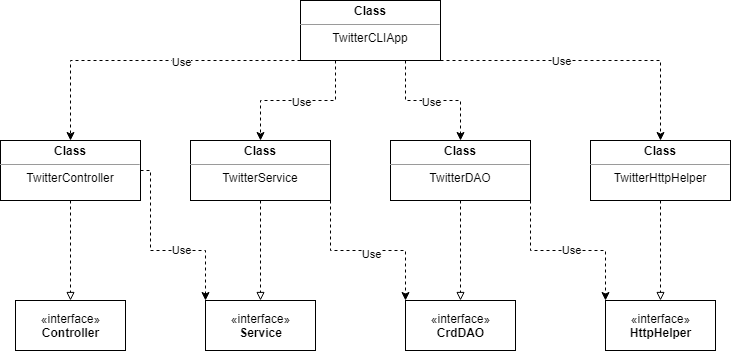 Class
TwitterCLIApp
Use
Use
Use
Use
Class
TwitterController
Class
TwitterService
Class
TwitterDAO
Class
TwitterHttpHelper
Use
Use
Use
«interface»
Controller
«interface»
Service
«interface»
CrdDAO
«interface»
HttpHelper